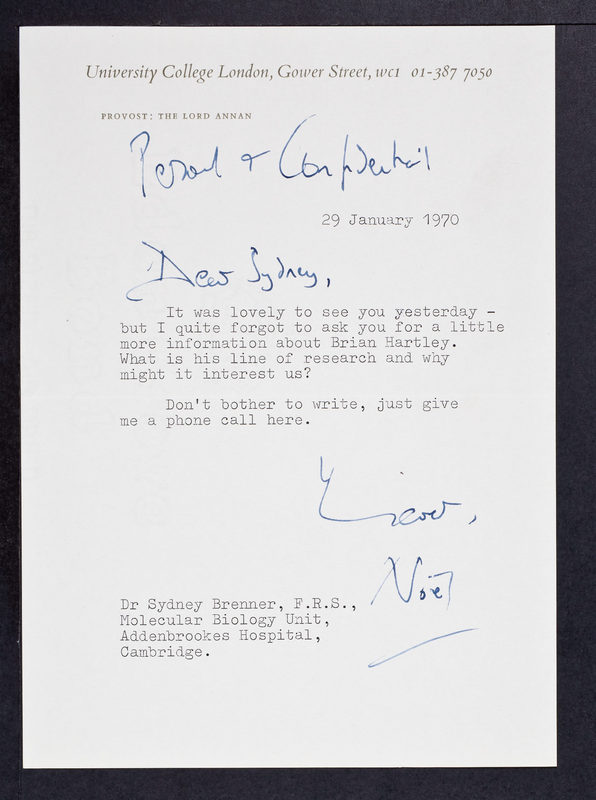 University College London, Gower Street, WC1 01-387 7050
PROVOST: THE LORD ANNAN
Personal & Confidential
29 January 1970
Dear Sydney,
It was lovely to see you yesterday -
but I quite forgot to ask you for a little
more information about Brian Hartley.
What is his line of research and why
might it interest us?
Don't bother to write, just give
me a phone call here.
Noël
Dr Sydney Brenner, F.R.S.,
Molecular Biology Unit,
Addenbrookes Hospital,
Cambridge.